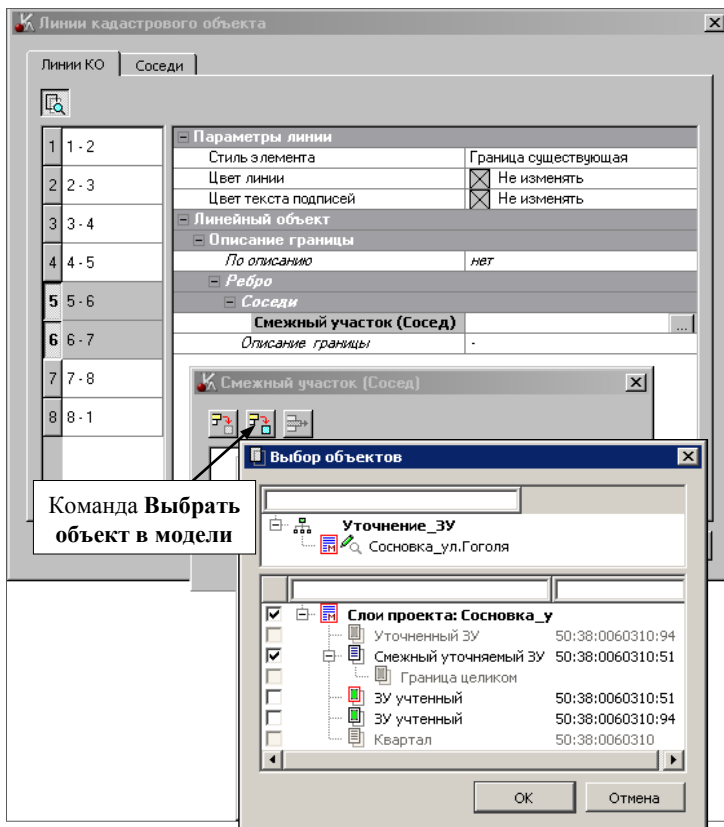 Линии кадастрового объекта
Линии КО
Соседи
1 1 - 2
2 2 - 3
3 3 - 4
4 4 - 5
5 5 - 6
6 6 - 7
7 7 - 8
8 8 - 1
Параметры линии
Стиль элемента Граница существующая
Цвет линии Не изменять
Цвет текста подписей Не изменять
Линейный объект
Описание границы
По описанию нет
Ребро
Соседи
Смежный участок (Сосед) ...
Описание границы -
Смежный участок (Сосед)
Команда Выбрать
объект в модели
Выбор объектов
Уточнение_ЗУ
Сосновка_ул.Гоголя
Слои проекта: Сосновка_у
Уточненный ЗУ 50:38:0060310:94
Смежный уточняемый ЗУ 50:38:0060310:51
Граница целиком
ЗУ учтенный 50:38:0060310:51
ЗУ учтенный 50:38:0060310:94
Квартал 50:38:0060310
ОК
Отмена